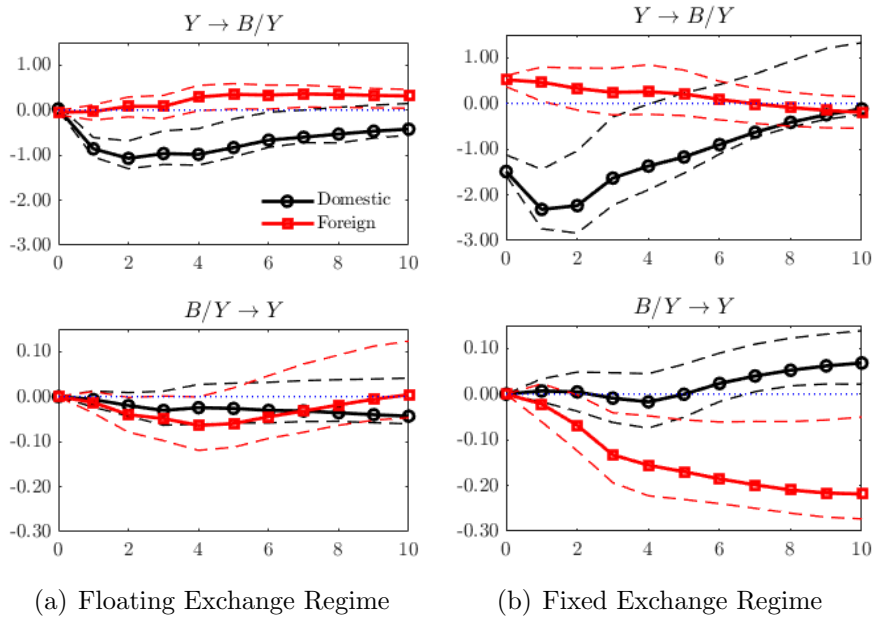 Y → B/Y
1.00
0.00
-1.00
-2.00
-3.00
Domestic
Foreign
0 2 4 6 8 10
Y → B/Y
1.00
0.00
-1.00
-2.00
-3.00
0 2 4 6 8 10
B/Y → Y
0.10
0.00
-0.10
-0.20
-0.30
0 2 4 6 8 10
B/Y → Y
0.10
0.00
-0.10
-0.20
-0.30
0 2 4 6 8 10
(a) Floating Exchange Regime
(b) Fixed Exchange Regime